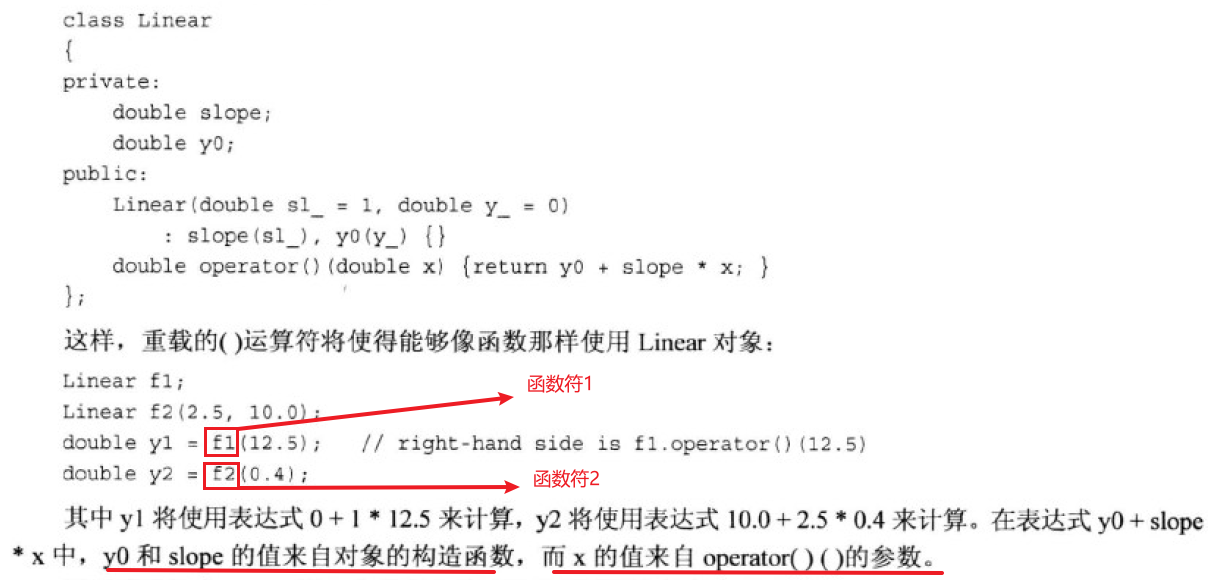 class Linear
{
private:
    double slope;
    double y0;
public:
    Linear(double sl_ = 1, double y_ = 0)
        : slope(sl_), y0(y_) {}
    double operator()(double x) {return y0 + slope * x; }
};
这样，重载的( )运算符将使得能够像函数那样使用 Linear 对象：
Linear f1;
函数符1
Linear f2(2.5, 10.0);
double y1 = f1(12.5);   // right-hand side is f1.operator()(12.5)
double y2 = f2(0.4);
函数符2
其中 y1 将使用表达式 0 + 1 * 12.5 来计算，y2 将使用表达式 10.0 + 2.5 * 0.4 来计算。在表达式 y0 + slope
* x 中，y0 和 slope 的值来自对象的构造函数，而 x 的值来自 operator( ) ( )的参数。